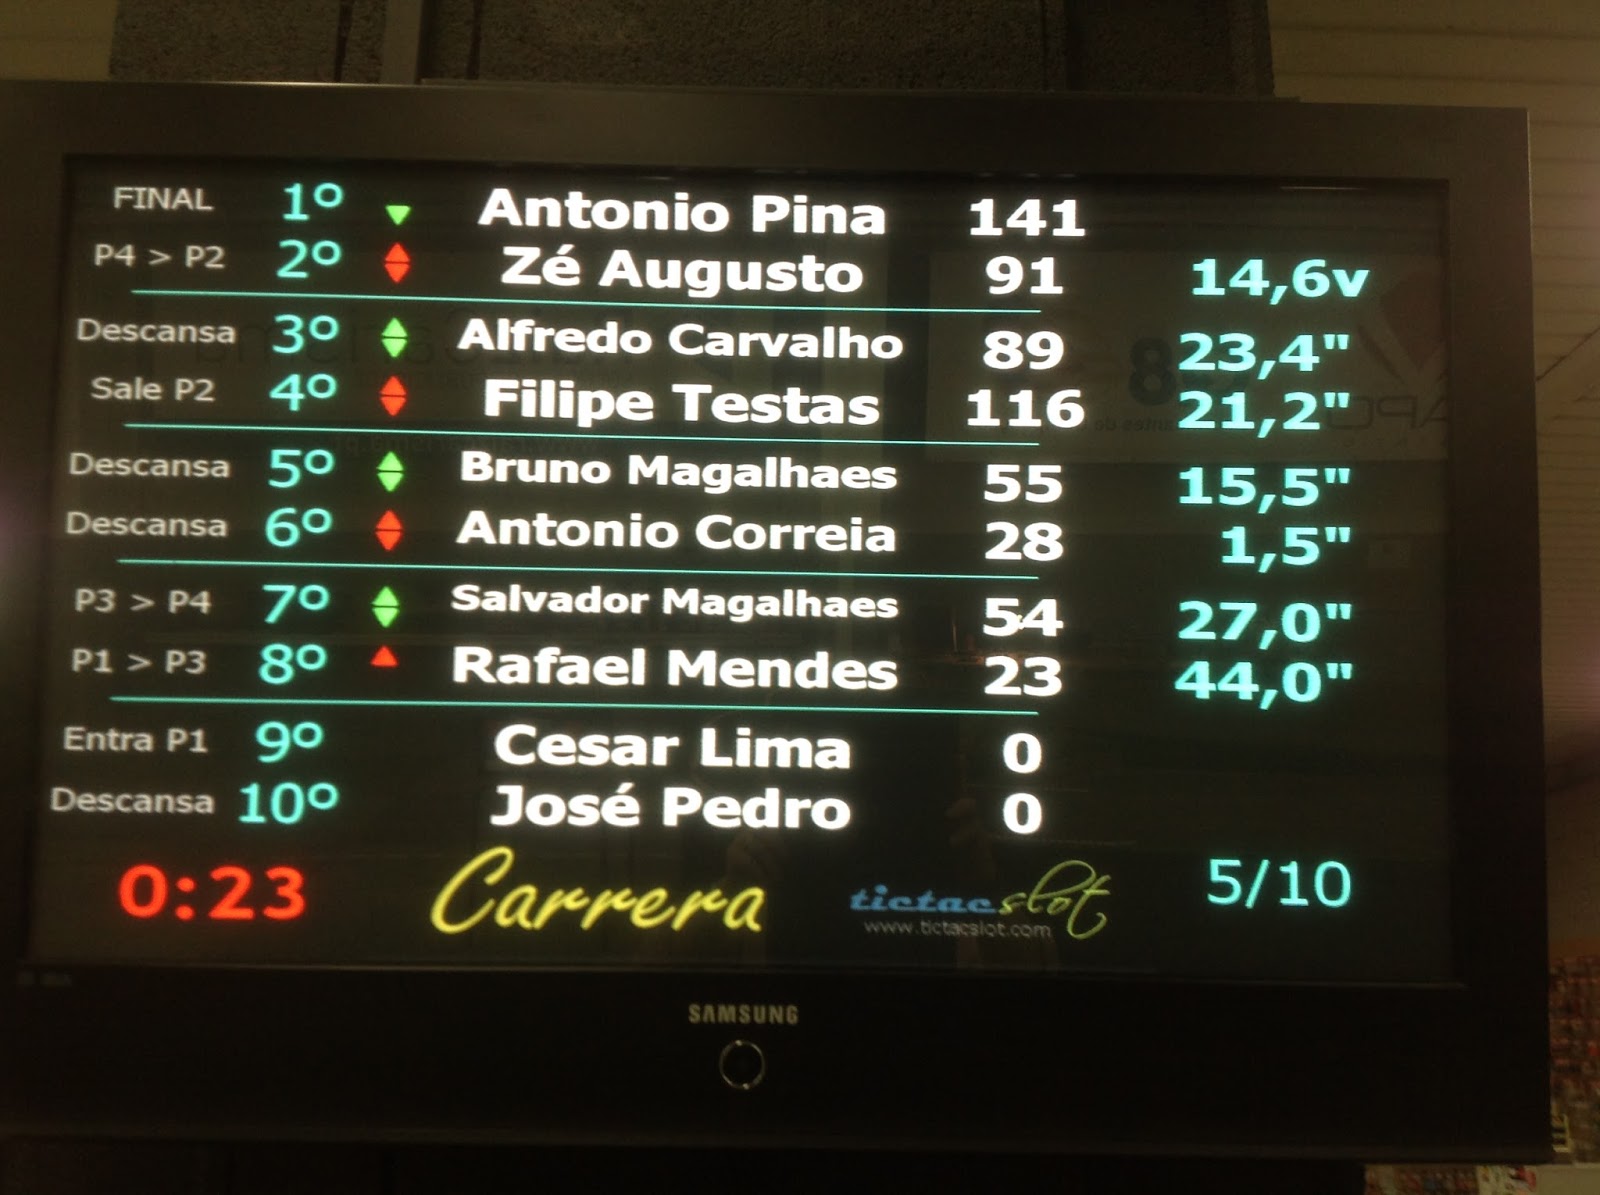 FINAL 1º Antonio Pina 141
P4 > P2 2º Zé Augusto 91 14,6v
Descansa 3º Alfredo Carvalho 89 23,4"
Sale P2 4º Filipe Testas 116 21,2"
Descansa 5º Bruno Magalhaes 55 15,5"
Descansa 6º Antonio Correia 28 1,5"
P3 > P4 7º Salvador Magalhaes 54 27,0"
P1 > P3 8º Rafael Mendes 23 44,0"
Entra P1 9º Cesar Lima 0
Descansa 10º José Pedro 0
0:23 Carrera tictacslot 5/10
www.tictacslot.com
SAMSUNG